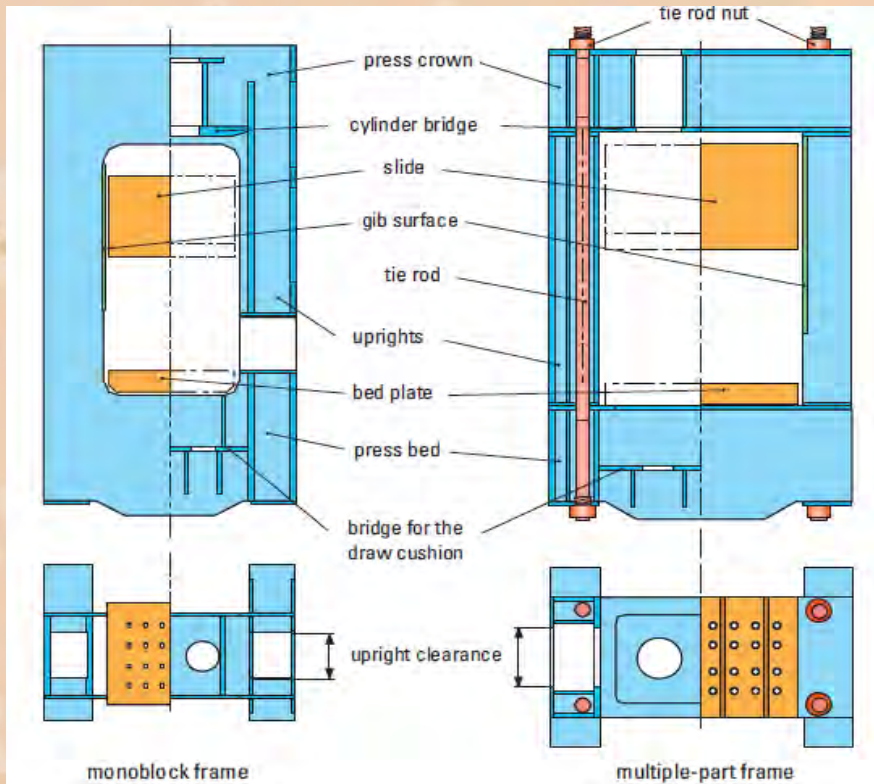 tie rod nut
press crown
cylinder bridge
slide
gib surface
tie rod
uprights
bed plate
press bed
bridge for the
draw cushion
upright clearance
monoblock frame
multiple-part frame